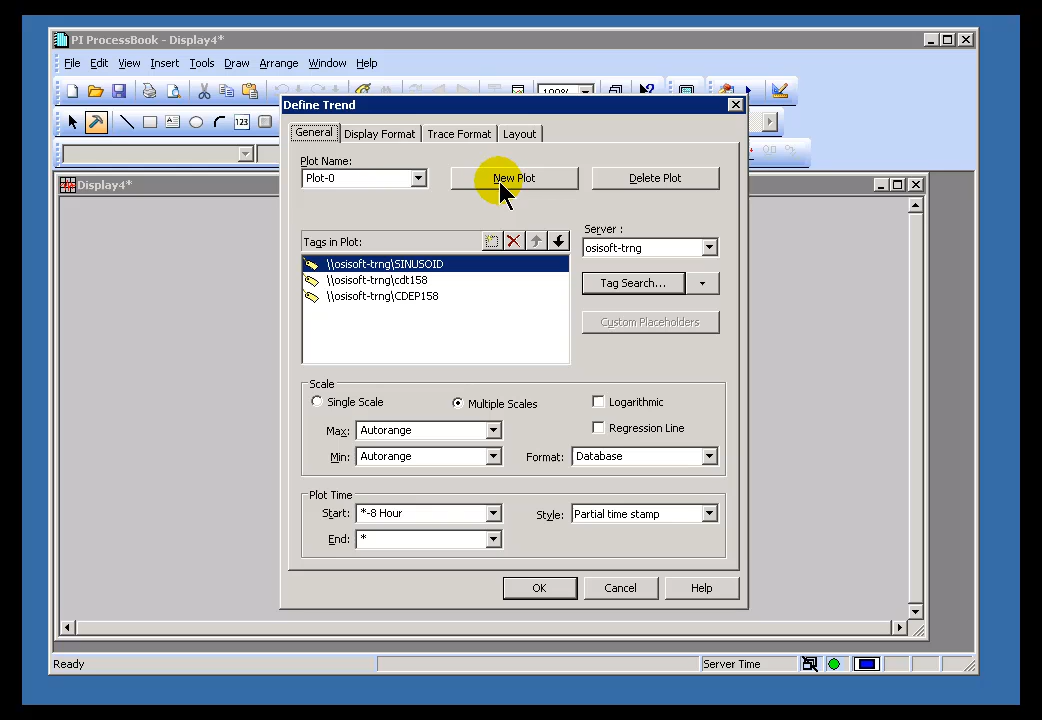 PI ProcessBook - Display4*
File Edit View Insert Tools Draw Arrange Window Help
100%
123
Define Trend
General Display Format Trace Format Layout
Display4*
Plot Name:
Plot-0 New Plot Delete Plot
Tags in Plot:
Server :
osisoft-trng
\\osisoft-trng\SINUSOID
\\osisoft-trng\cdt158
\\osisoft-trng\CDEP158
Tag Search...
Custom Placeholders
Scale
Single Scale Multiple Scales Logarithmic
Regression Line
Max: Autorange
Min: Autorange Format: Database
Plot Time
Start: *-8 Hour Style: Partial time stamp
End: *
OK Cancel Help
Ready Server Time